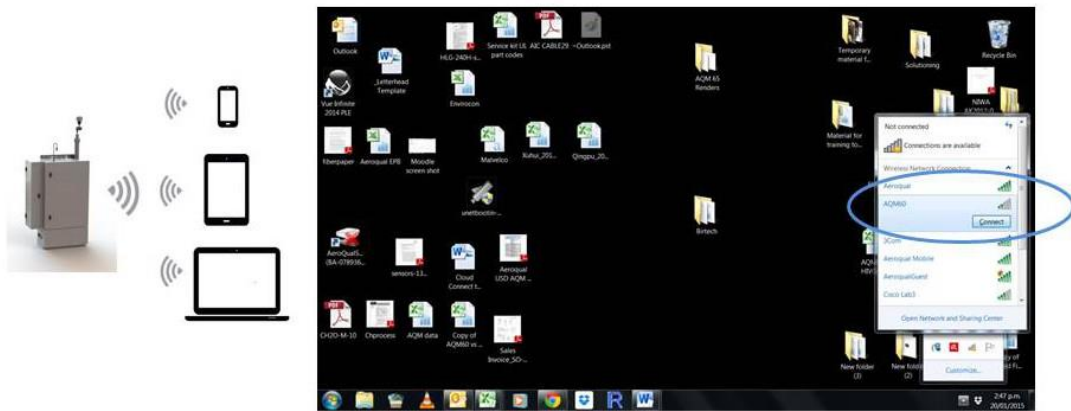 Outlook
HLG-240H-s...
Service kit UL
part codes
AIC CABLE29
~Outlook.pst
_Letterhead
Template
Vue Infinite
2014 PLE
Envirocon
fiberpaper
Aeroqual EPB
Moodle
screen shot
Malvelco
Xuhui_201...
Qingpu_20...
unetbootin-...
AeroQualS...
(BA-078936...
sensors-13...
Cloud
Connect t...
Aeroqual
USD AQM ...
PDF
PDF
CH2O-M-10
Chprocess
AQM data
Copy of
AQM60 vs ...
Sales
Invoice_SO-...
AQM 65
Renders
Birtech
Temporary
material f...
Solutioning
Recycle Bin
NIWA
Material for
training fo...
Not connected
Connections are available
Wireless Network Connection
Aeroqual
AQM60
Connect
3Com
Aeroqual Mobile
AeroqualGuest
Cisco Lab3
Open Network and Sharing Center
Customize...
New folder
(3)
New folder
(2)
2:47 p.m.
20/01/2015